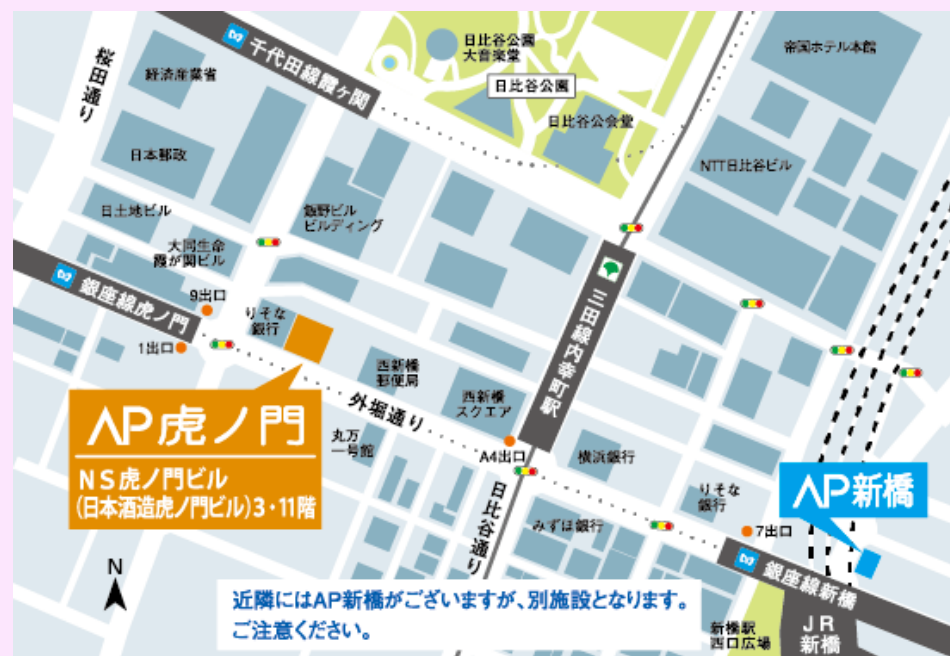 千代田線霞ヶ関
桜田通り
経済産業省
日本郵政
日土地ビル
大同生命
霞が関ビル
飯野ビル
ビルディング
日比谷公園
大音楽堂
日比谷公園
日比谷公会堂
帝国ホテル本館
NTT日比谷ビル
銀座線虎ノ門
9出口
1出口
りそな
銀行
西新橋
郵便局
西新橋
スクエア
外堀通り
丸万
一号館
三田線内幸町駅
A4出口
日比谷通り
横浜銀行
みずほ銀行
りそな
銀行
7出口
AP虎ノ門
NS虎ノ門ビル
(日本酒造虎ノ門ビル)3・11階
AP新橋
銀座線新橋
JR
新橋
新橋駅
西口広場
N
近隣にはAP新橋がございますが、別施設となります。
ご注意ください。